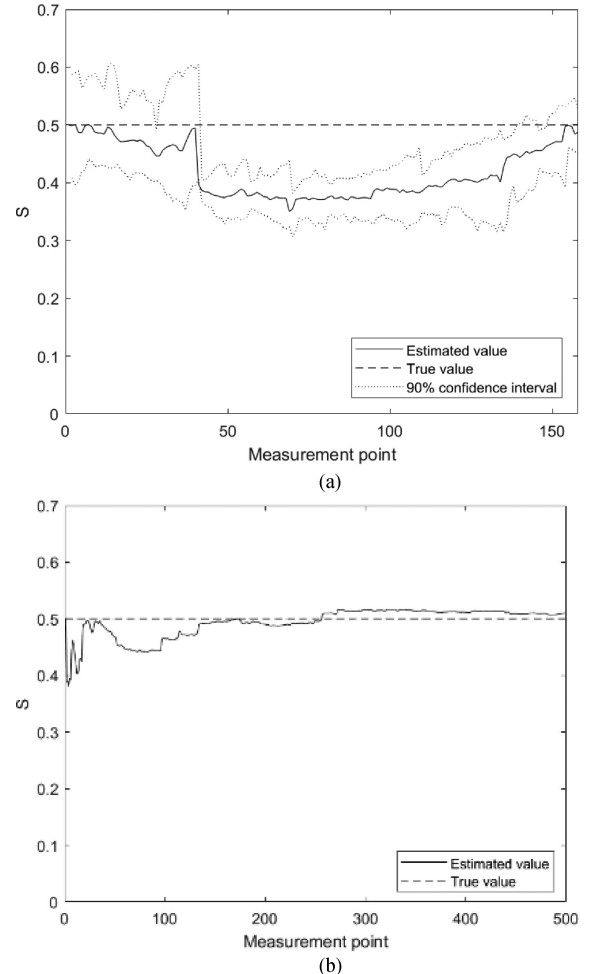 0.7
0.6
0.5
0.4
0.3
0.2
0.1
0
S
Estimated value
True value
90% confidence interval
0 50 100 150
Measurement point
(a)
0.7
0.6
0.5
0.4
0.3
0.2
0.1
0
S
Estimated value
True value
0 100 200 300 400 500
Measurement point
(b)